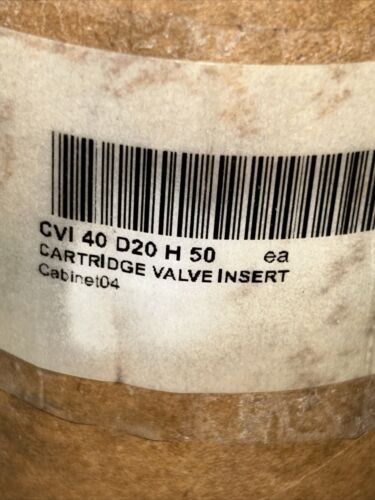 CVI 40 D20 H 50 ea
CARTRIDGE VALVE INSERT
Cabinet04